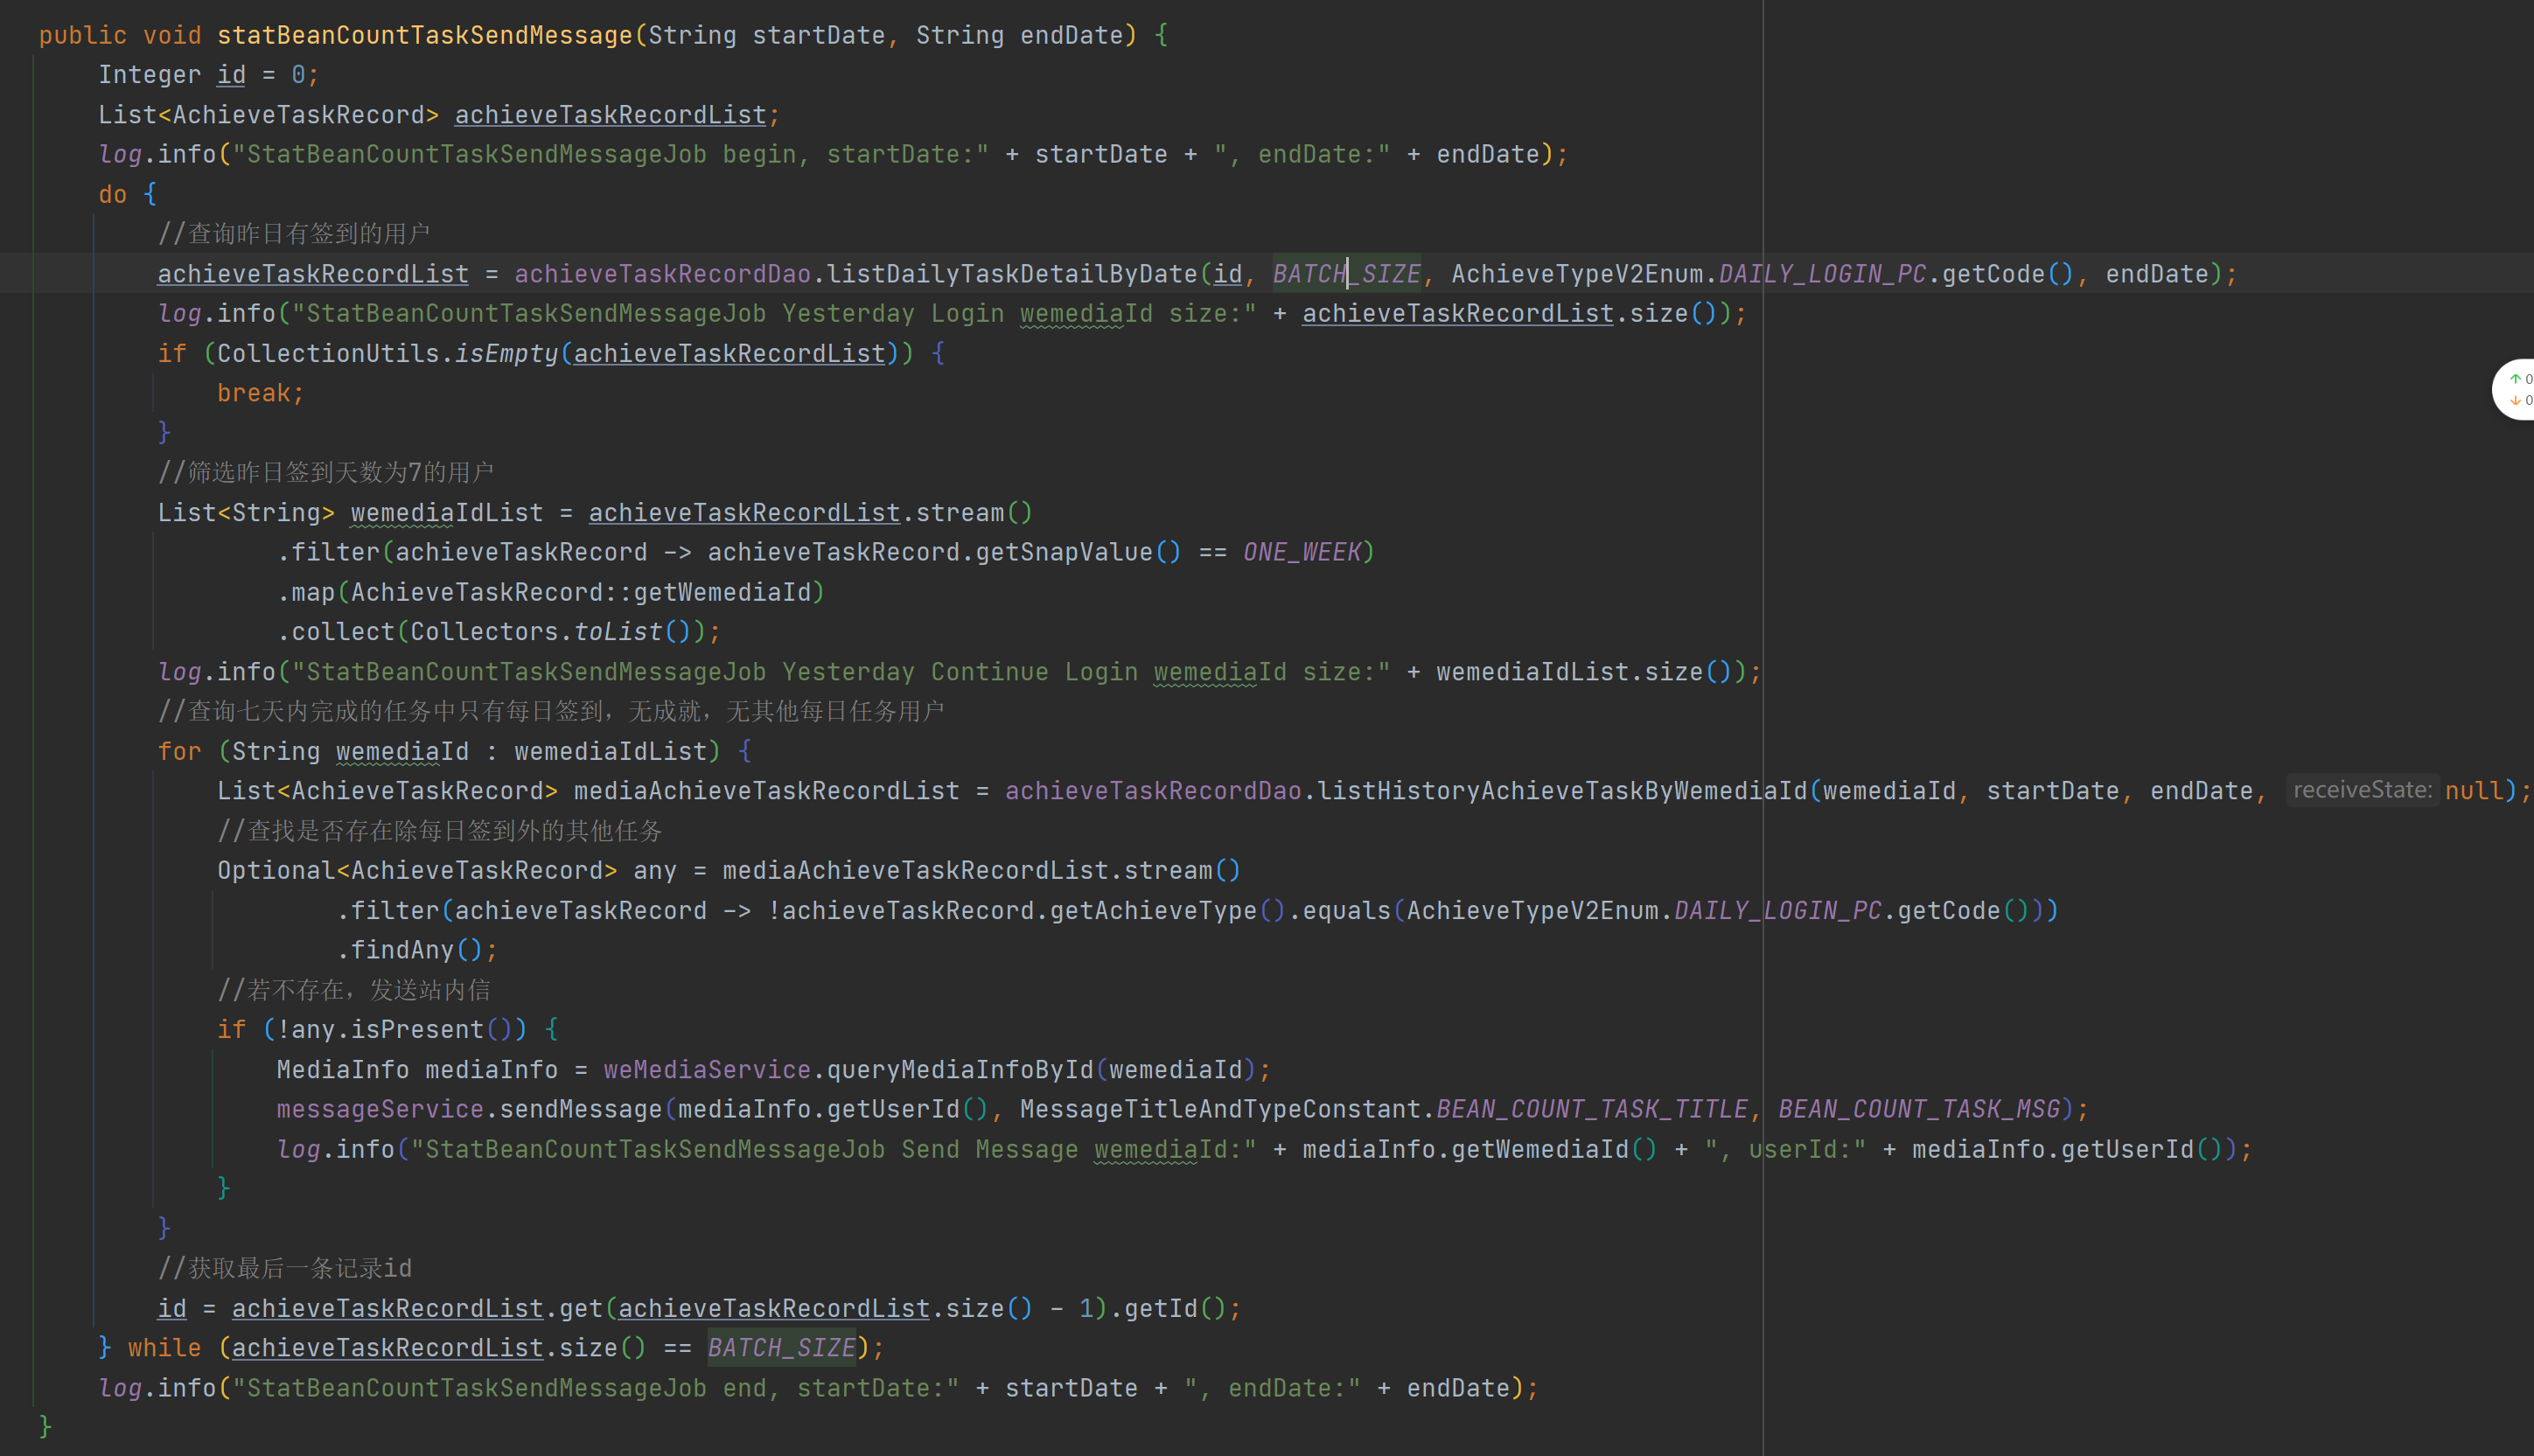 public void statBeanCountTaskSendMessage(String startDate, String endDate) {
    Integer id = 0;
    List<AchieveTaskRecord> achieveTaskRecordList;
    log.info("StatBeanCountTaskSendMessageJob begin, startDate:" + startDate + ", endDate:" + endDate);
    do {
        //查询昨日有签到的用户
        achieveTaskRecordList = achieveTaskRecordDao.listDailyTaskDetailByDate(id, BATCH_SIZE, AchieveTypeV2Enum.DAILY_LOGIN_PC.getCode(), endDate);
        log.info("StatBeanCountTaskSendMessageJob Yesterday Login wemediaId size:" + achieveTaskRecordList.size());
        if (CollectionUtils.isEmpty(achieveTaskRecordList)) {
            break;
        }
        //筛选昨日签到天数为7的用户
        List<String> wemediaIdList = achieveTaskRecordList.stream()
                .filter(achieveTaskRecord -> achieveTaskRecord.getSnapValue() == ONE_WEEK)
                .map(AchieveTaskRecord::getWemediaId)
                .collect(Collectors.toList());
        log.info("StatBeanCountTaskSendMessageJob Yesterday Continue Login wemediaId size:" + wemediaIdList.size());
        //查询七天内完成的任务中只有每日签到，无成就，无其他每日任务用户
        for (String wemediaId : wemediaIdList) {
            List<AchieveTaskRecord> mediaAchieveTaskRecordList = achieveTaskRecordDao.listHistoryAchieveTaskByWemediaId(wemediaId, startDate, endDate, receiveState: null);
            //查找是否存在除每日签到外的其他任务
            Optional<AchieveTaskRecord> any = mediaAchieveTaskRecordList.stream()
                    .filter(achieveTaskRecord -> !achieveTaskRecord.getAchieveType().equals(AchieveTypeV2Enum.DAILY_LOGIN_PC.getCode()))
                    .findAny();
            //若不存在，发送站内信
            if (!any.isPresent()) {
                MediaInfo mediaInfo = weMediaService.queryMediaInfoById(wemediaId);
                messageService.sendMessage(mediaInfo.getUserId(), MessageTitleAndTypeConstant.BEAN_COUNT_TASK_TITLE, BEAN_COUNT_TASK_MSG);
                log.info("StatBeanCountTaskSendMessageJob Send Message wemediaId:" + mediaInfo.getWemediaId() + ", userId:" + mediaInfo.getUserId());
            }
        }
        //获取最后一条记录id
        id = achieveTaskRecordList.get(achieveTaskRecordList.size() - 1).getId();
    } while (achieveTaskRecordList.size() == BATCH_SIZE);
    log.info("StatBeanCountTaskSendMessageJob end, startDate:" + startDate + ", endDate:" + endDate);
}
↑ 0
↓ 0